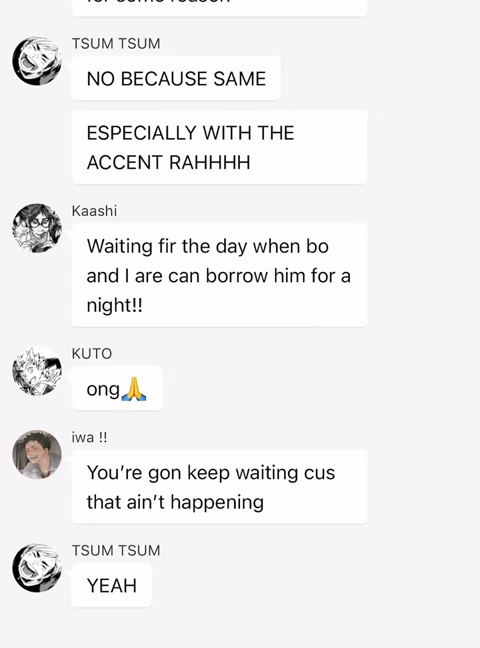 TSUM TSUM
NO BECAUSE SAME
ESPECIALLY WITH THE
ACCENT RAHHHH
Kaashi
Waiting fir the day when bo
and I are can borrow him for a
night!!
KUTO
ong🙏
iwa !!
You’re gon keep waiting cus
that ain’t happening
TSUM TSUM
YEAH